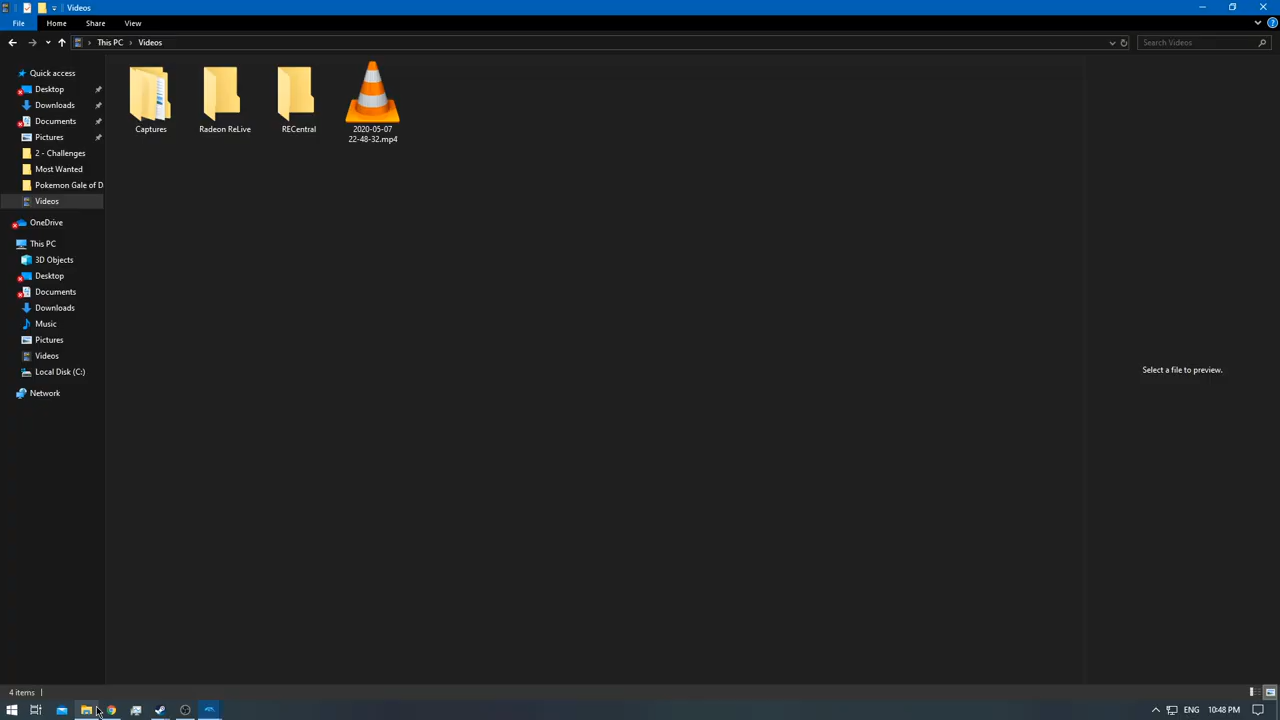 Videos
File Home Share View
This PC Videos
Search Videos
Quick access
Desktop
Downloads
Documents
Pictures
2 - Challenges
Most Wanted
Pokemon Gale of D
Videos
OneDrive
This PC
3D Objects
Desktop
Documents
Downloads
Music
Pictures
Videos
Local Disk (C:)
Network
Captures
Radeon ReLive
RECentral
2020-05-07
22-48-32.mp4
Select a file to preview.
4 items
ENG 10:48 PM